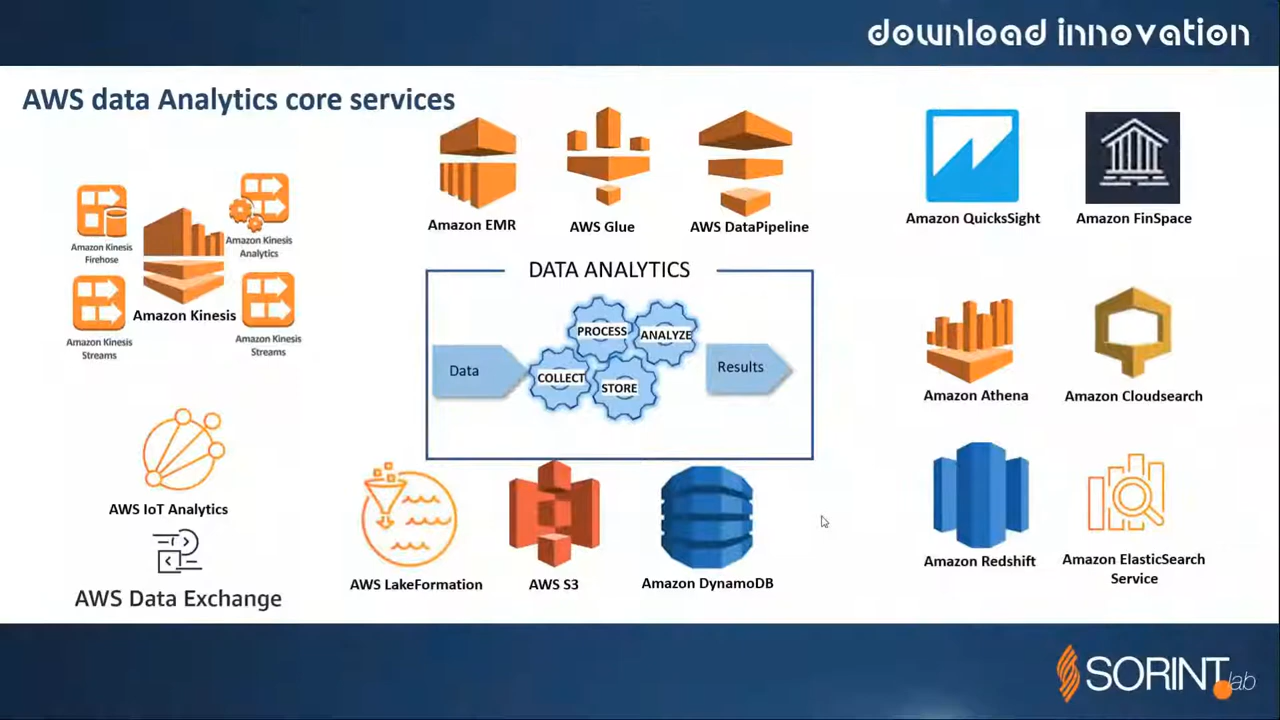 download innovation
AWS data Analytics core services
Amazon EMR
AWS Glue
AWS DataPipeline
Amazon QuicksSight
Amazon FinSpace
Amazon Kinesis
Firehose
Amazon Kinesis
Analytics
Amazon Kinesis
Amazon Kinesis
Streams
Amazon Kinesis
Streams
DATA ANALYTICS
Data
PROCESS
ANALYZE
COLLECT
STORE
Results
Amazon Athena
Amazon Cloudsearch
AWS IoT Analytics
AWS Data Exchange
AWS LakeFormation
AWS S3
Amazon DynamoDB
Amazon Redshift
Amazon ElasticSearch
Service
SORINT.lab